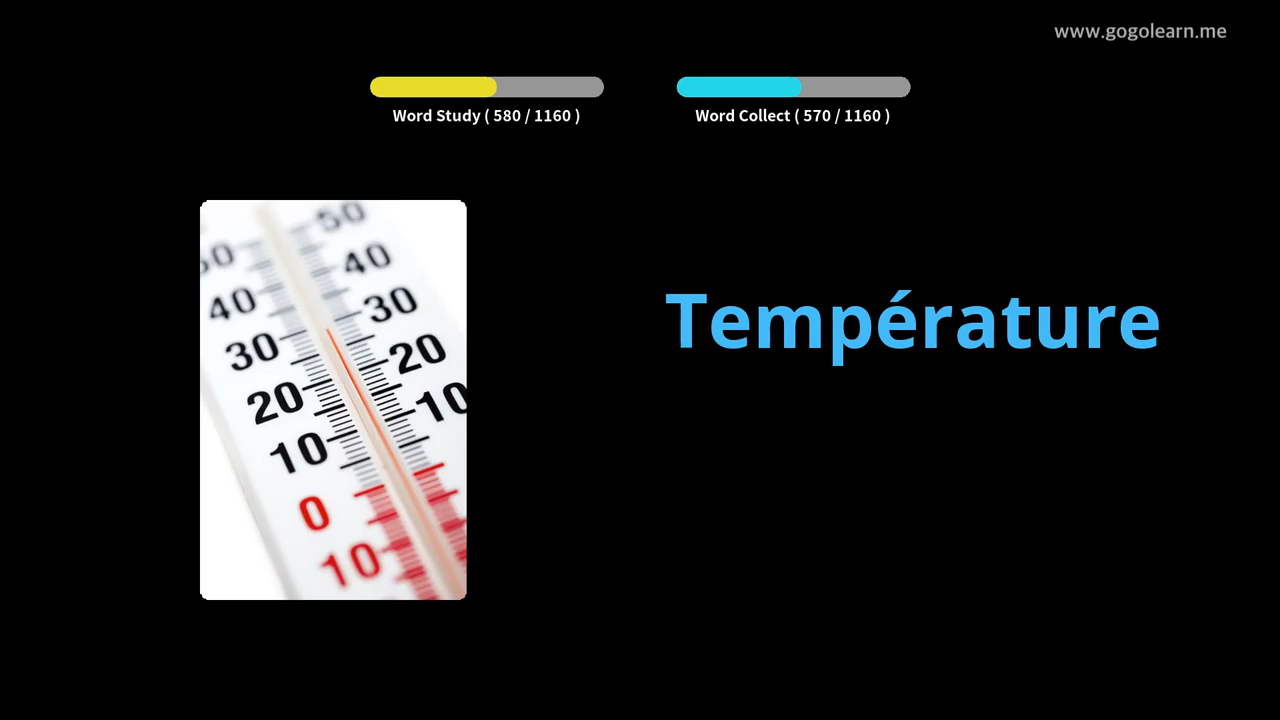 www.gogolearn.me
Word Study ( 580 / 1160 )
Word Collect ( 570 / 1160 )
Température
50
40 40
30 30
20 20
10 10
0
10